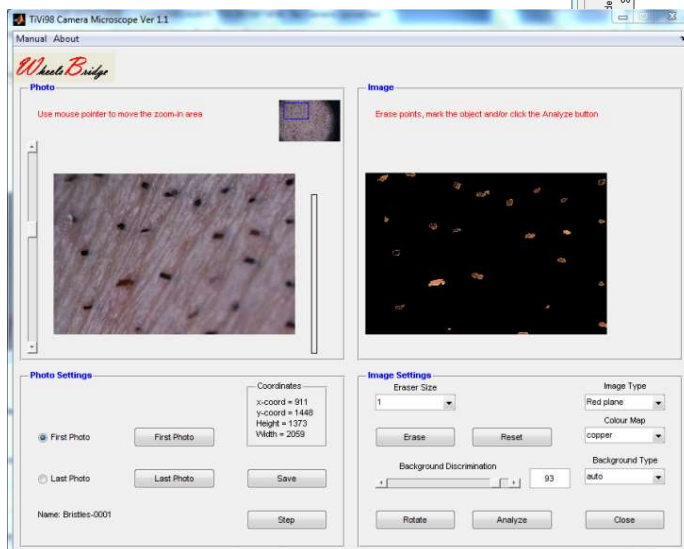 TiVi98 Camera Microscope Ver 1.1
Manual About
Wheels Bridge
Photo
Use mouse pointer to move the zoom-in area
Image
Erase points, mark the object and/or click the Analyze button
Photo Settings
Coordinates
x-coord = 911
y-coord = 1448
Height = 1373
Width = 2059
First Photo
First Photo
Last Photo
Last Photo
Save
Name: Bristles-0001
Step
Image Settings
Eraser Size
1
Image Type
Red plane
Colour Map
copper
Erase
Reset
Background Discrimination
93
Background Type
auto
Rotate
Analyze
Close